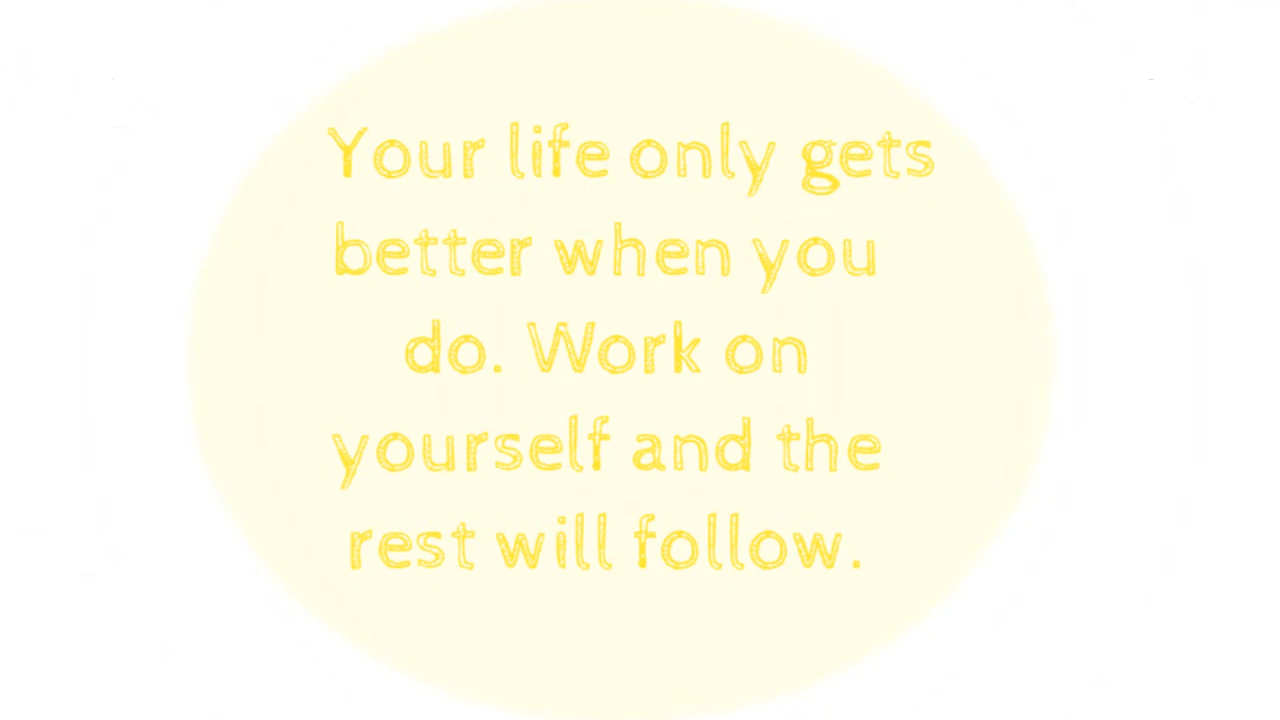 Your life only gets
better when you
do. Work on
yourself and the
rest will follow.